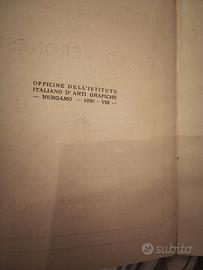 OFFICINE DELL'ISTITUTO
ITALIANO D'ARTI GRAFICHE
— BERGAMO — 1930 - VIII —
subito